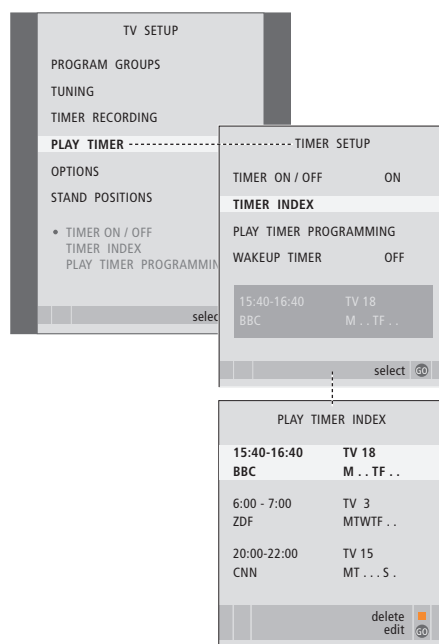 TV SETUP
PROGRAM GROUPS
TUNING
TIMER RECORDING
PLAY TIMER
OPTIONS
STAND POSITIONS
• TIMER ON / OFF
TIMER INDEX
PLAY TIMER PROGRAMMIN
selec
TIMER SETUP
TIMER ON / OFF ON
TIMER INDEX
PLAY TIMER PROGRAMMING
WAKEUP TIMER OFF
15:40-16:40 TV 18
BBC M . . TF . .
select GO
PLAY TIMER INDEX
15:40-16:40 TV 18
BBC M . . TF . .
6:00 - 7:00 TV 3
ZDF MTWTF . .
20:00-22:00 TV 15
CNN MT . . . S .
delete
edit GO